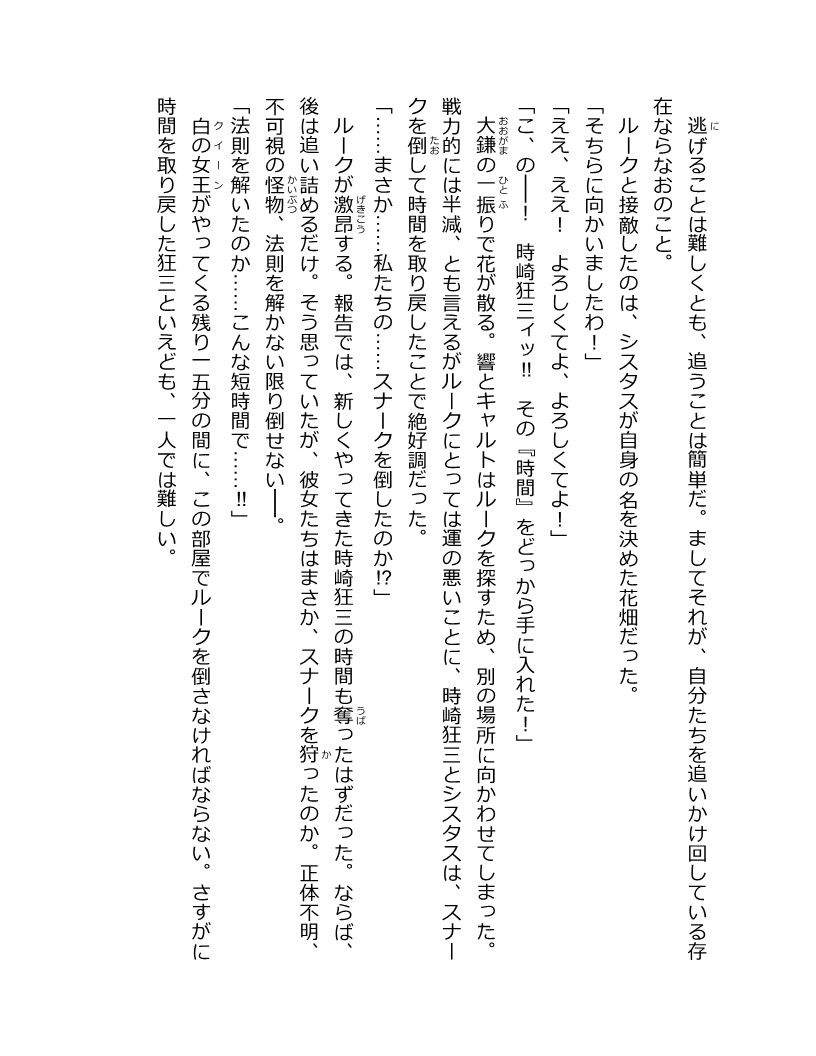 逃げることは難しくとも、追うことは簡単だ。ましてそれが、自分たちを追いかけ回している存
在ならなおのこと。
ルークと接敵したのは、シスタスが自身の名を決めた花畑だった。
「そちらに向かいましたわ！」
「ええ、ええ！　よろしくてよ、よろしくてよ！」
「こ、の――！　時崎狂三ィッ!!　その『時間』をどっから手に入れた！」
大鎌の一振りで花が散る。響とキャルトはルークを探すため、別の場所に向かわせてしまった。
戦力的には半減、とも言えるがルークにとっては運の悪いことに、時崎狂三とシスタスは、スナー
クを倒して時間を取り戻したことで絶好調だった。
「……まさか……私たちの……スナークを倒したのか!?」
ルークが激昂する。報告では、新しくやってきた時崎狂三の時間も奪ったはずだった。ならば、
後は追い詰めるだけ。そう思っていたが、彼女たちはまさか、スナークを狩ったのか。正体不明、
不可視の怪物、法則を解かない限り倒せない――。
「法則を解いたのか……こんな短時間で……!!」
白の女王がやってくる残り一五分の間に、この部屋でルークを倒さなければならない。さすがに
時間を取り戻した狂三といえども、一人では難しい。